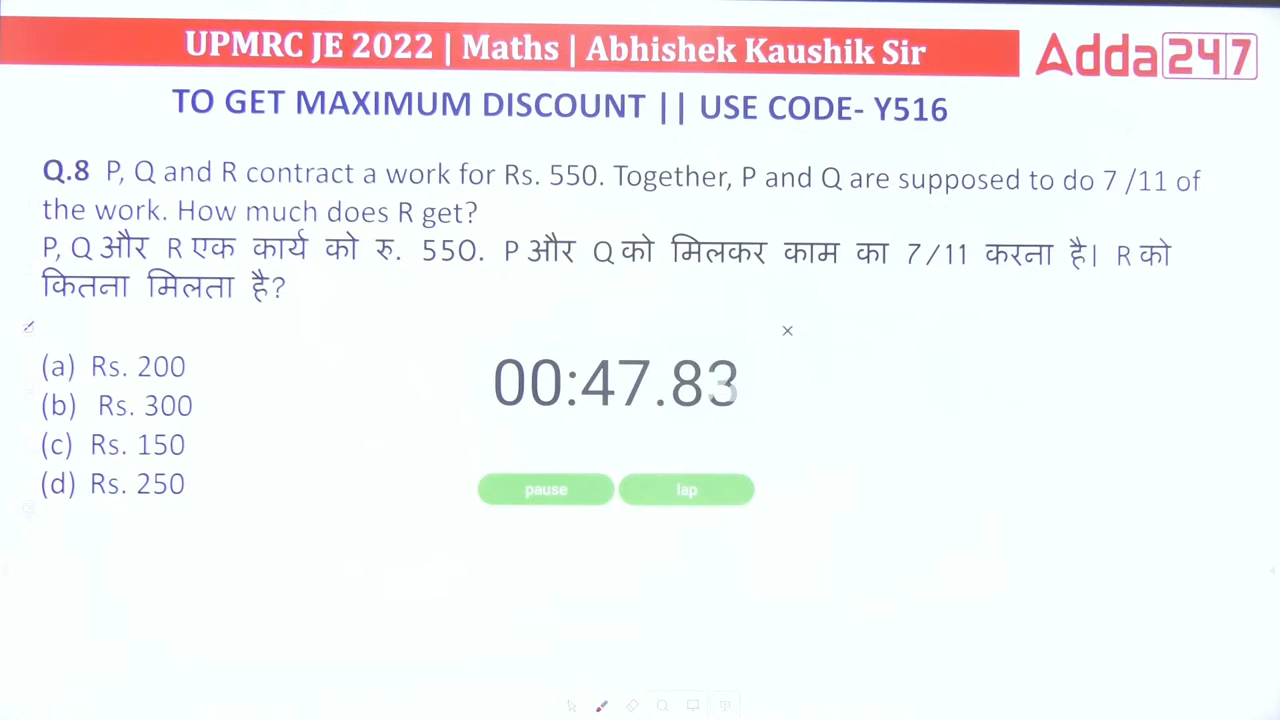 UPMRC JE 2022 | Maths | Abhishek Kaushik Sir
Adda247
TO GET MAXIMUM DISCOUNT || USE CODE- Y516
Q.8 P, Q and R contract a work for Rs. 550. Together, P and Q are supposed to do 7 /11 of
the work. How much does R get?
P, Q और R एक कार्य को रु. 550. P और Q को मिलकर काम का 7/11 करना है। R को
कितना मिलता है?
(a) Rs. 200
(b) Rs. 300
(c) Rs. 150
(d) Rs. 250
00:47.83
pause
lap